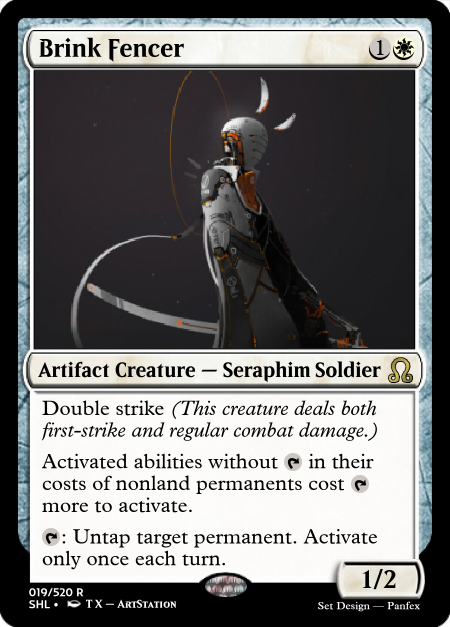 Brink Fencer 1
Artifact Creature — Seraphim Soldier
Double strike (This creature deals both
first-strike and regular combat damage.)
Activated abilities without in their
costs of nonland permanents cost
more to activate.
: Untap target permanent. Activate
only once each turn.
1/2
019/520 R
SHL • TX — ArtStation
Set Design — Panfex